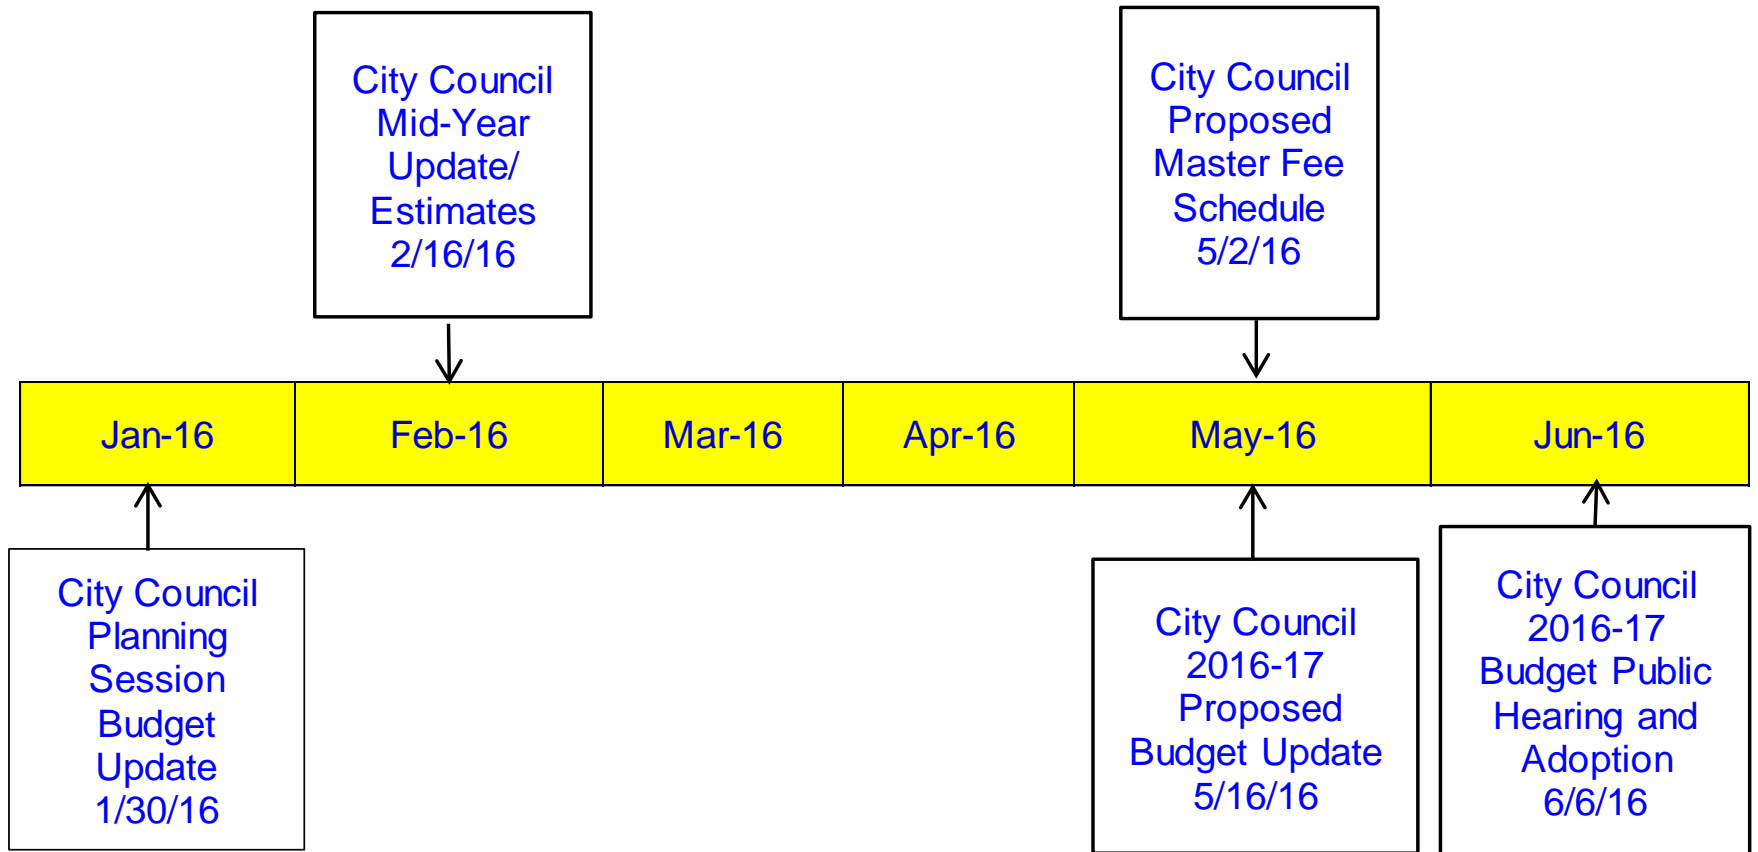 City Council
Mid-Year
Update/
Estimates
2/16/16
City Council
Proposed
Master Fee
Schedule
5/2/16
Jan-16
Feb-16
Mar-16
Apr-16
May-16
Jun-16
City Council
Planning
Session
Budget
Update
1/30/16
City Council
2016-17
Proposed
Budget Update
5/16/16
City Council
2016-17
Budget Public
Hearing and
Adoption
6/6/16